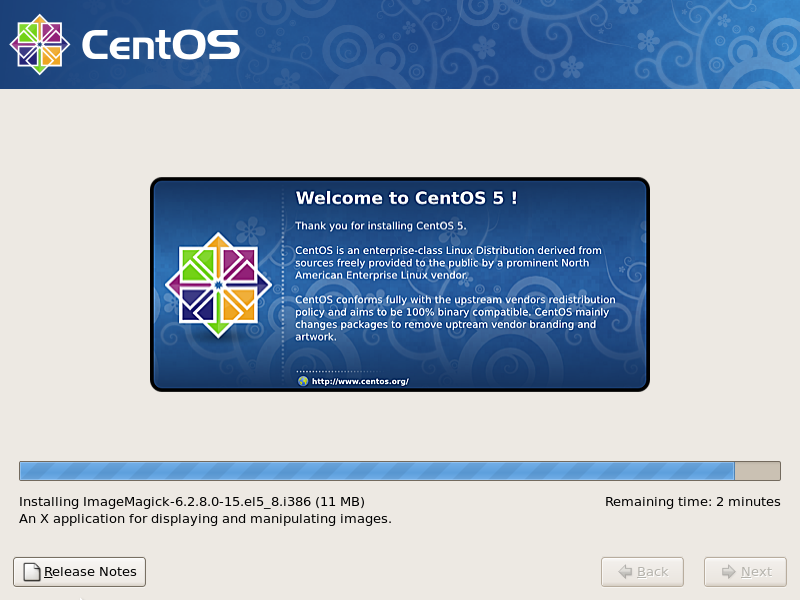 CentOS
Welcome to CentOS 5 !
Thank you for installing CentOS 5.
CentOS is an enterprise-class Linux Distribution derived from
sources freely provided to the public by a prominent North
American Enterprise Linux vendor.
CentOS conforms fully with the upstream vendors redistribution
policy and aims to be 100% binary compatible. CentOS mainly
changes packages to remove uptream vendor branding and
artwork.
http://www.centos.org/
Installing ImageMagick-6.2.8.0-15.el5_8.i386 (11 MB)
Remaining time: 2 minutes
An X application for displaying and manipulating images.
Release Notes
Back
Next